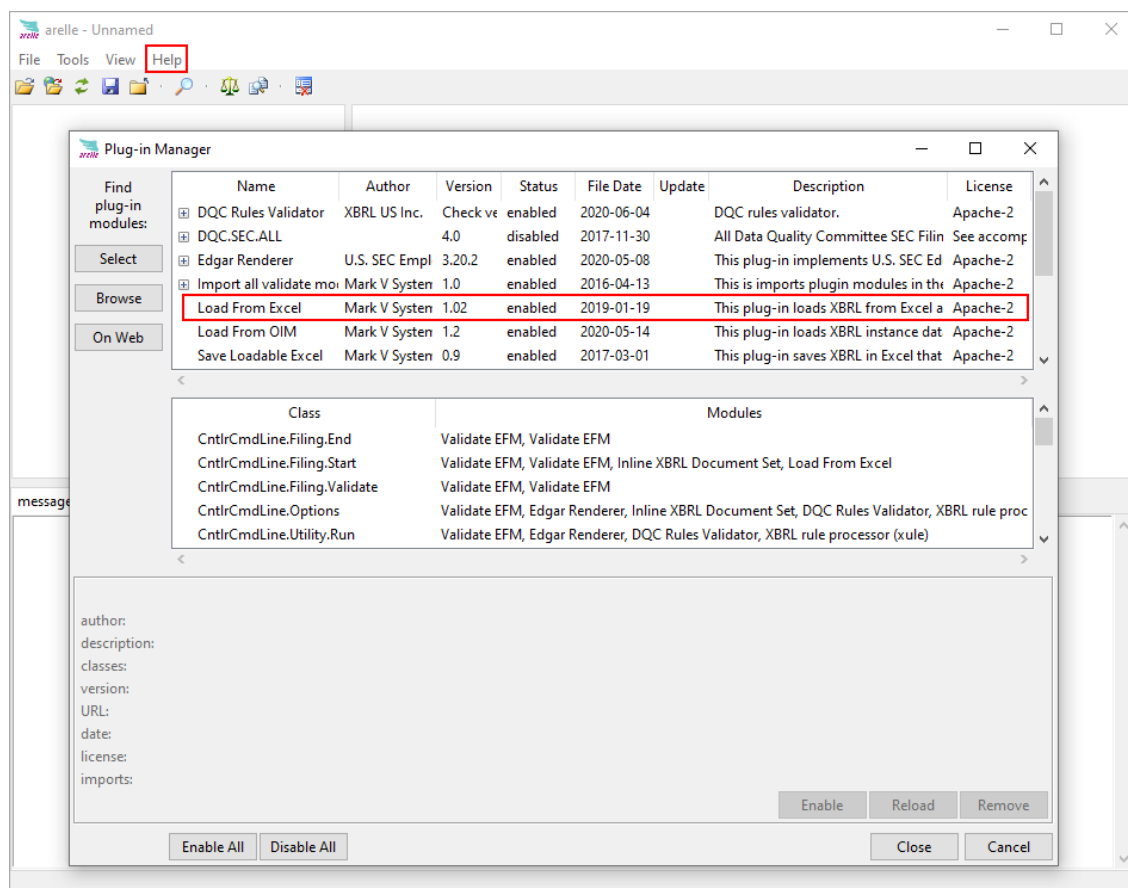 arelle arelle - Unnamed
File Tools View Help
arelle Plug-in Manager
Find
plug-in
modules:
Select
Browse
On Web
Name Author Version Status File Date Update Description License
DQC Rules Validator XBRL US Inc. Check ve enabled 2020-06-04 DQC rules validator. Apache-2
DQC.SEC.ALL 4.0 disabled 2017-11-30 All Data Quality Committee SEC Filin See accomp
Edgar Renderer U.S. SEC Empl 3.20.2 enabled 2020-05-08 This plug-in implements U.S. SEC Ed Apache-2
Import all validate mo Mark V System 1.0 enabled 2016-04-13 This is imports plugin modules in the Apache-2
Load From Excel Mark V System 1.02 enabled 2019-01-19 This plug-in loads XBRL from Excel a Apache-2
Load From OIM Mark V System 1.2 enabled 2020-05-14 This plug-in loads XBRL instance dat Apache-2
Save Loadable Excel Mark V System 0.9 enabled 2017-03-01 This plug-in saves XBRL in Excel that Apache-2
Class Modules
CntlrCmdLine.Filing.End Validate EFM, Validate EFM
CntlrCmdLine.Filing.Start Validate EFM, Validate EFM, Inline XBRL Document Set, Load From Excel
CntlrCmdLine.Filing.Validate Validate EFM, Validate EFM
CntlrCmdLine.Options Validate EFM, Edgar Renderer, Inline XBRL Document Set, DQC Rules Validator, XBRL rule proc
CntlrCmdLine.Utility.Run Validate EFM, Edgar Renderer, DQC Rules Validator, XBRL rule processor (xule)
message
author:
description:
classes:
version:
URL:
date:
license:
imports:
Enable Reload Remove
Enable All Disable All Close Cancel